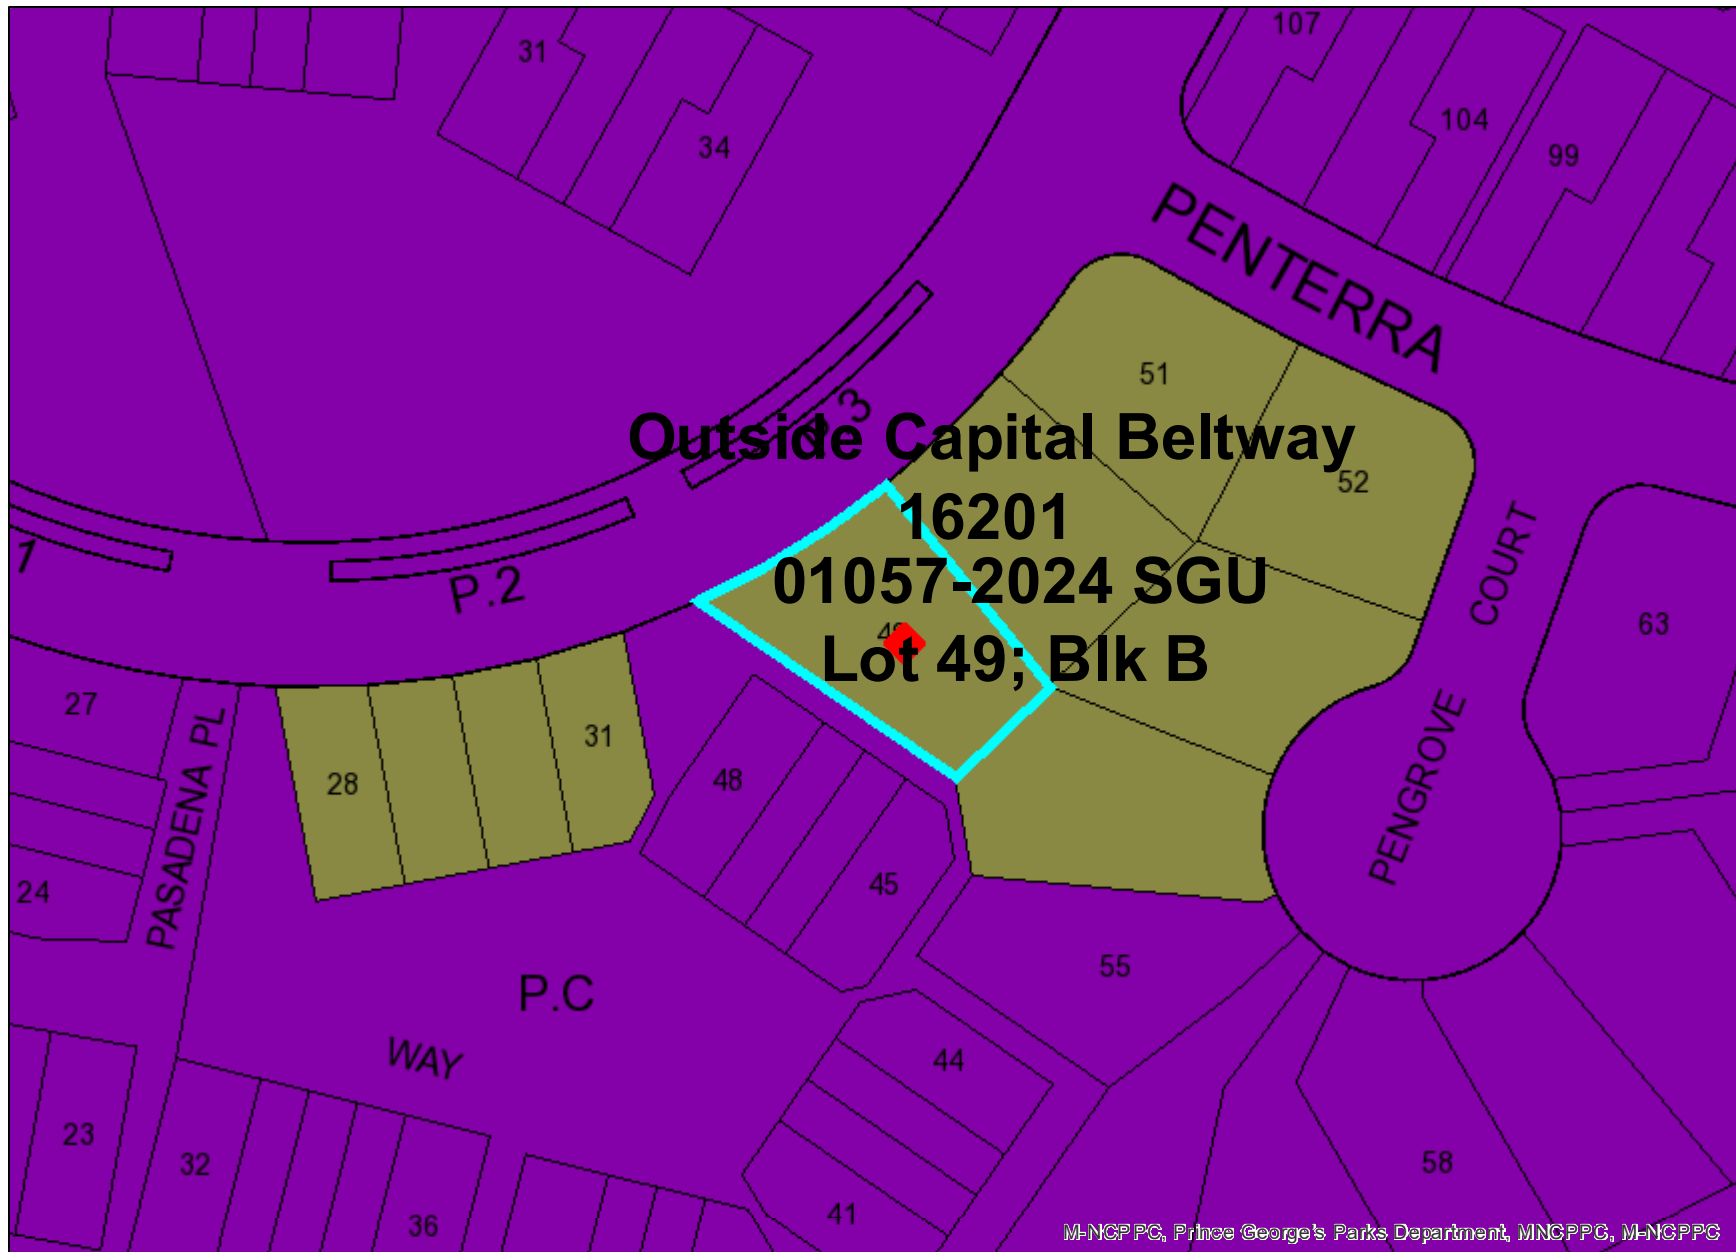 107
31
104
34
99
PENTERRA
51
Outside Capital Beltway
52
16201
COURT
1
01057-2024 SGU
P.2
63
Lot 49; Blk B
27
PASADENA PL
31
28
48
PENGROVE
24
45
55
P.C
WAY
44
23
32
58
36
41
M-NCPPC, Prince George's Parks Department, MNCPPC, M-NCPPC